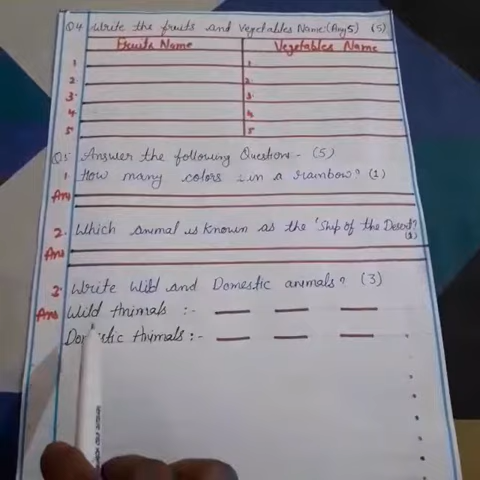 Q4 Write the fruits and Vegetables Name:(Any5) (5)
Fruits Name Vegetables Name
1. 1.
2. 2.
3. 3.
4. 4.
5 5
Q5 Answer the following Question:- (5)
1 How many colors in a rainbow? (1)
Ans
2. Which animal is known as the 'Ship of the Desert?
(1)
Ans
3. Write Wild and Domestic animals? (3)
Ans Wild Animals :-
Domestic Animals :-